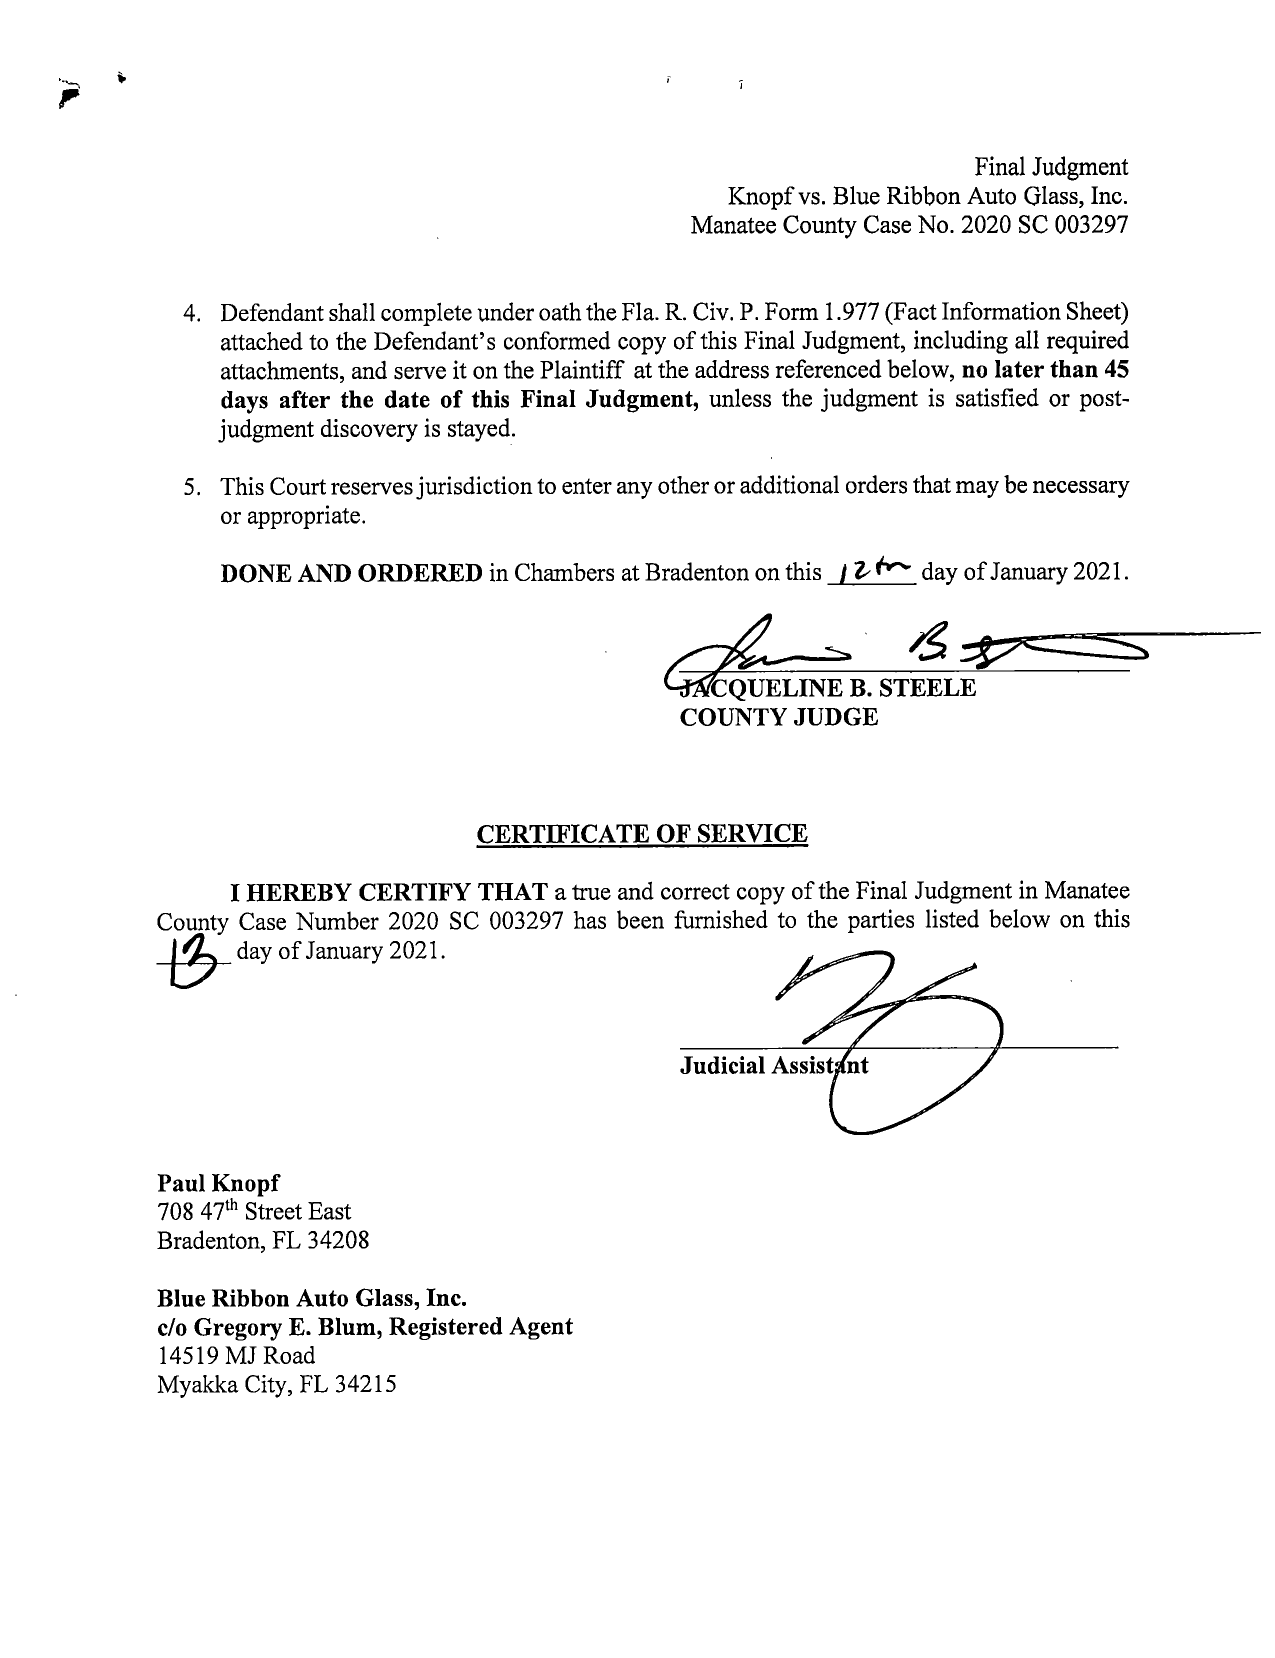 Final Judgment
Knopf vs. Blue Ribbon Auto Glass, Inc.
Manatee County Case No. 2020 SC 003297
4. Defendant shall complete under oath the Fla. R. Civ. P. Form 1.977 (Fact Information Sheet)
attached to the Defendant's conformed copy of this Final Judgment, including all required
attachments, and serve it on the Plaintiff at the address referenced below, no later than 45
days after the date of this Final Judgment, unless the judgment is satisfied or post-
judgment discovery is stayed.
5. This Court reserves jurisdiction to enter any other or additional orders that may be necessary
or appropriate.
DONE AND ORDERED in Chambers at Bradenton on this 12th day of January 2021.
JACQUELINE B. STEELE
COUNTY JUDGE
CERTIFICATE OF SERVICE
I HEREBY CERTIFY THAT a true and correct copy of the Final Judgment in Manatee
County Case Number 2020 SC 003297 has been furnished to the parties listed below on this
13 day of January 2021.
Judicial Assistant
Paul Knopf
708 47th Street East
Bradenton, FL 34208
Blue Ribbon Auto Glass, Inc.
c/o Gregory E. Blum, Registered Agent
14519 MJ Road
Myakka City, FL 34215